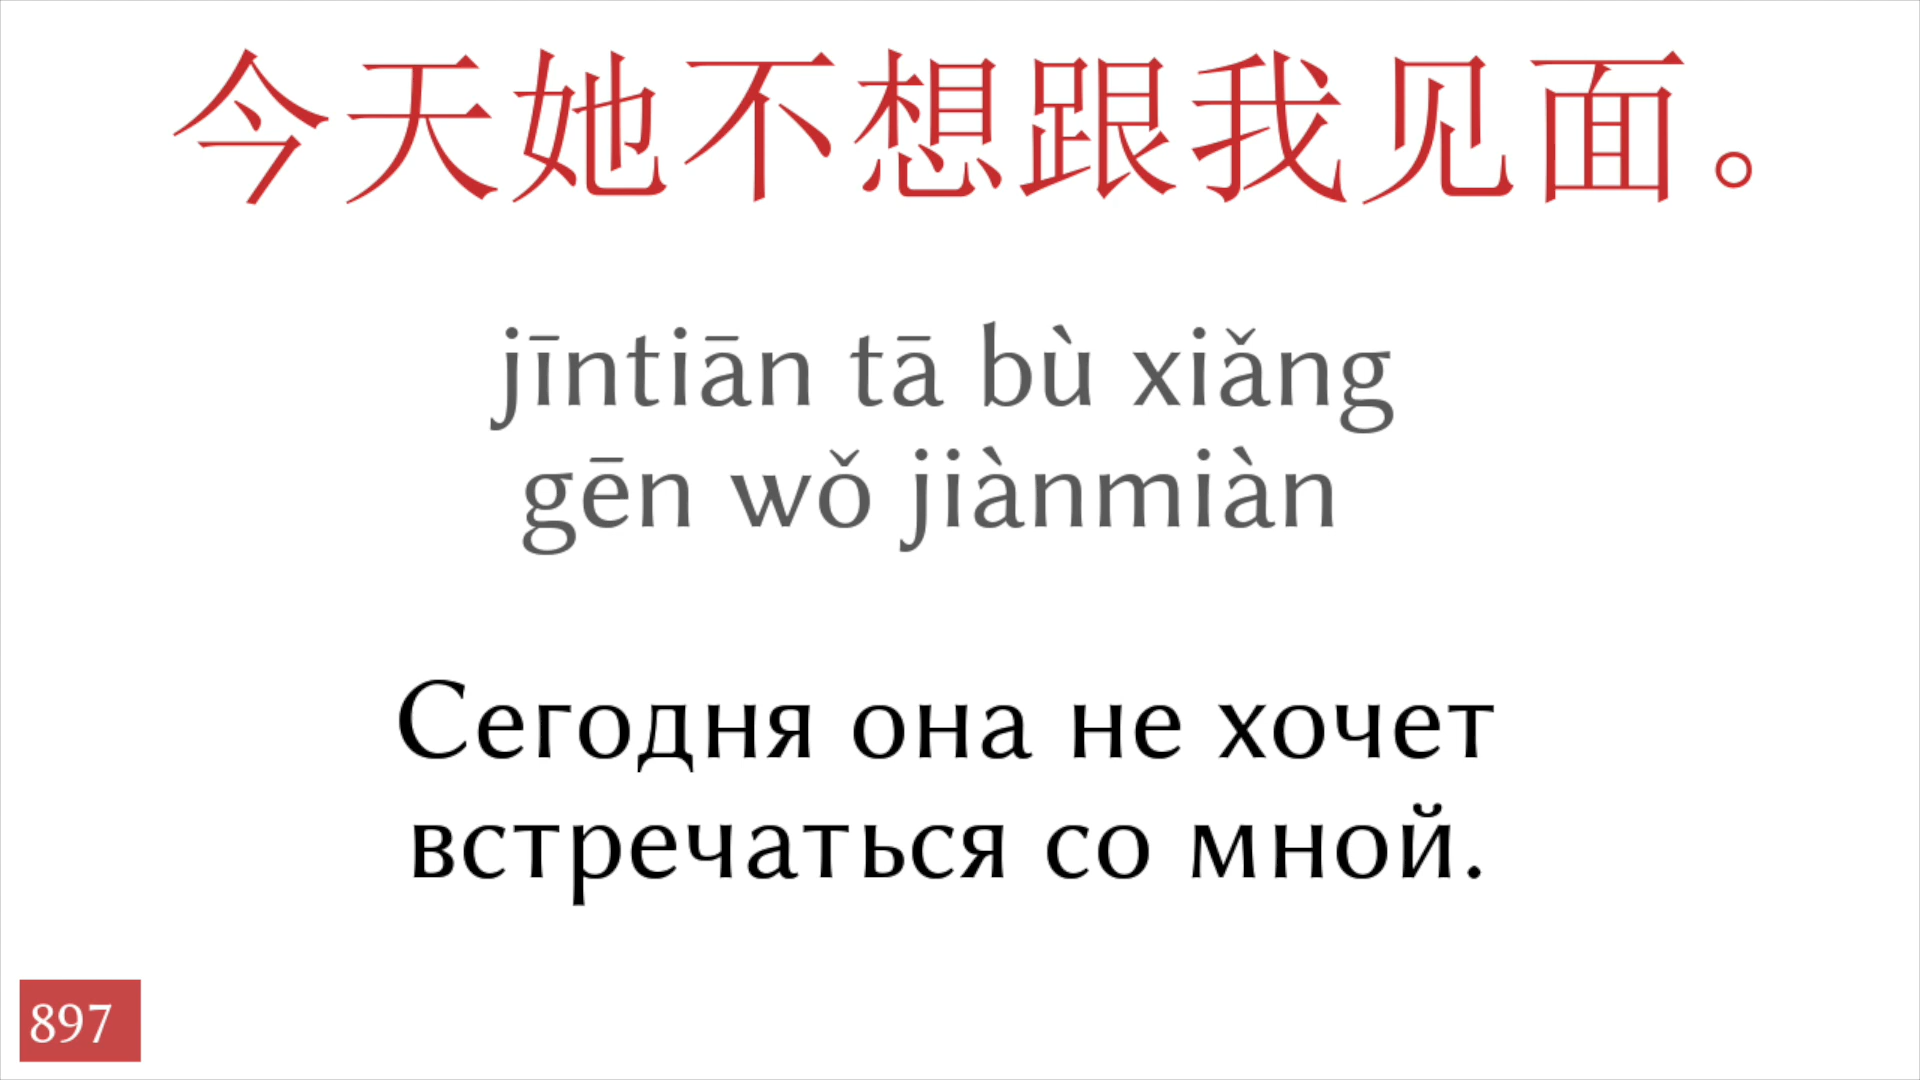 今天她不想跟我见面。
jīntiān tā bù xiǎng
gēn wǒ jiànmiàn
Сегодня она не хочет
встречаться со мной.
897